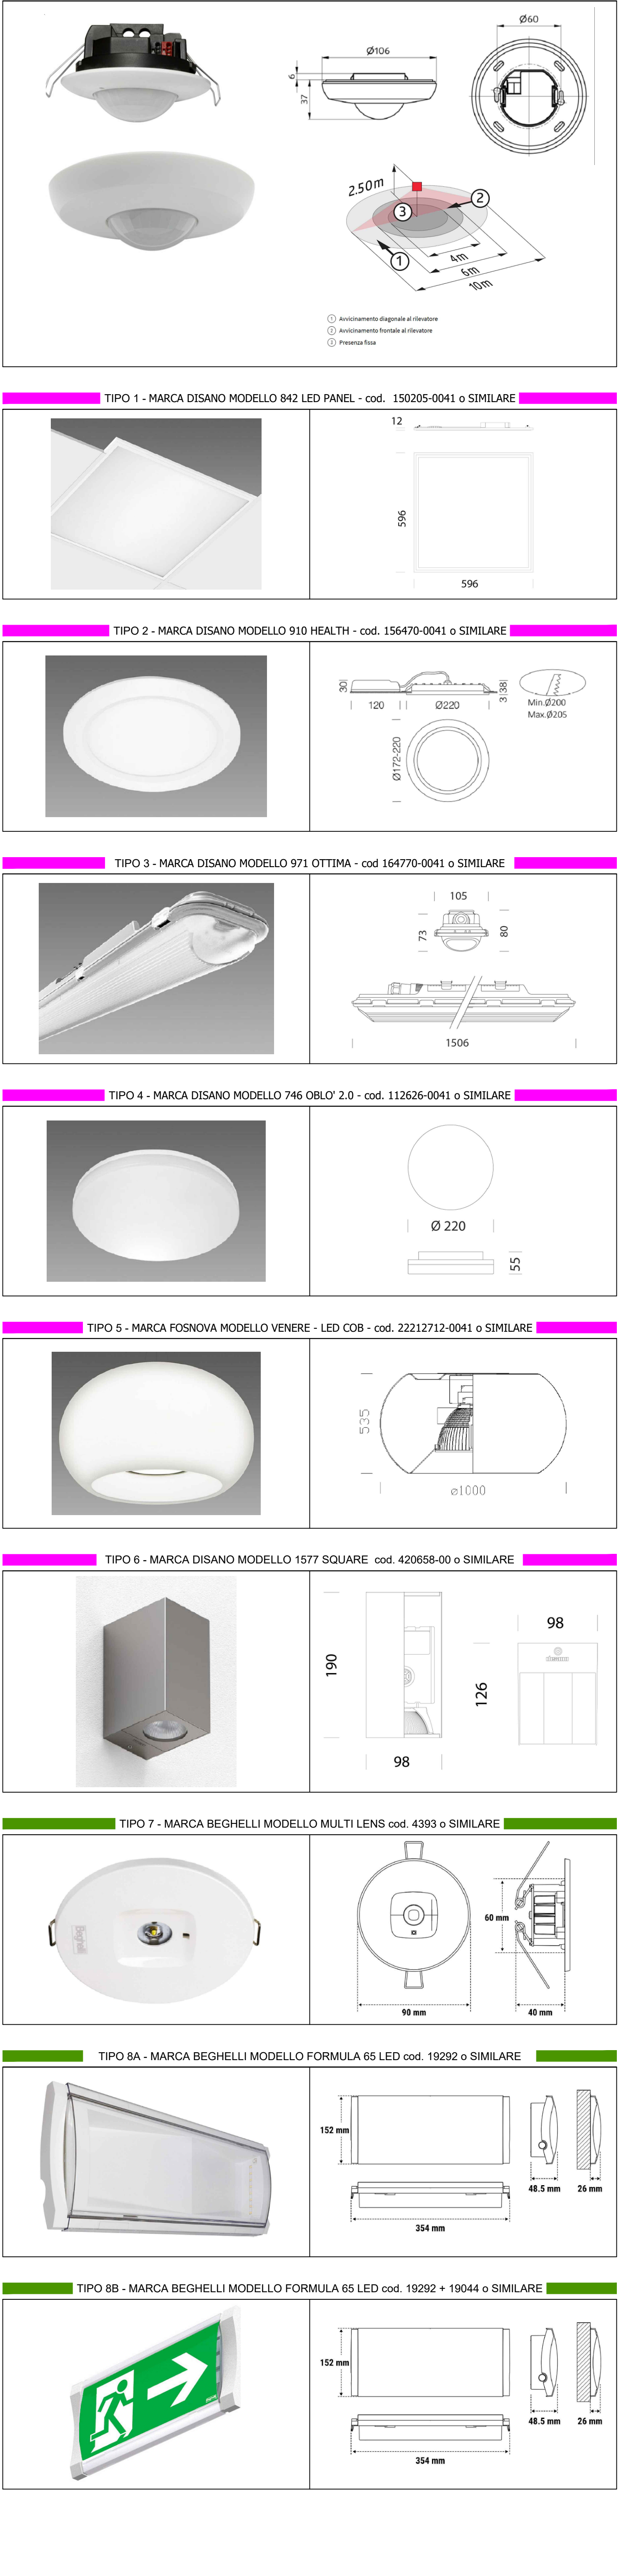 Ø60
Ø106
6
37
2.50m
2
3
1
4m
6m
10m
1 Avvicinamento diagonale al rilevatore
2 Avvicinamento frontale al rilevatore
3 Presenza fissa
TIPO 1 - MARCA DISANO MODELLO 842 LED PANEL - cod. 150205-0041 o SIMILARE
12
596
596
TIPO 2 - MARCA DISANO MODELLO 910 HEALTH - cod. 156470-0041 o SIMILARE
30
120
Ø220
3 38
Min.Ø200
Max.Ø205
Ø172-220
TIPO 3 - MARCA DISANO MODELLO 971 OTTIMA - cod 164770-0041 o SIMILARE
105
73
80
1506
TIPO 4 - MARCA DISANO MODELLO 746 OBLO' 2.0 - cod. 112626-0041 o SIMILARE
Ø 220
55
TIPO 5 - MARCA FOSNOVA MODELLO VENERE - LED COB - cod. 22212712-0041 o SIMILARE
535
ø1000
TIPO 6 - MARCA DISANO MODELLO 1577 SQUARE cod. 420658-00 o SIMILARE
190
98
98
126
disano
TIPO 7 - MARCA BEGHELLI MODELLO MULTI LENS cod. 4393 o SIMILARE
Beghelli
60 mm
90 mm
40 mm
TIPO 8A - MARCA BEGHELLI MODELLO FORMULA 65 LED cod. 19292 o SIMILARE
152 mm
48.5 mm
26 mm
354 mm
TIPO 8B - MARCA BEGHELLI MODELLO FORMULA 65 LED cod. 19292 + 19044 o SIMILARE
152 mm
48.5 mm
26 mm
354 mm